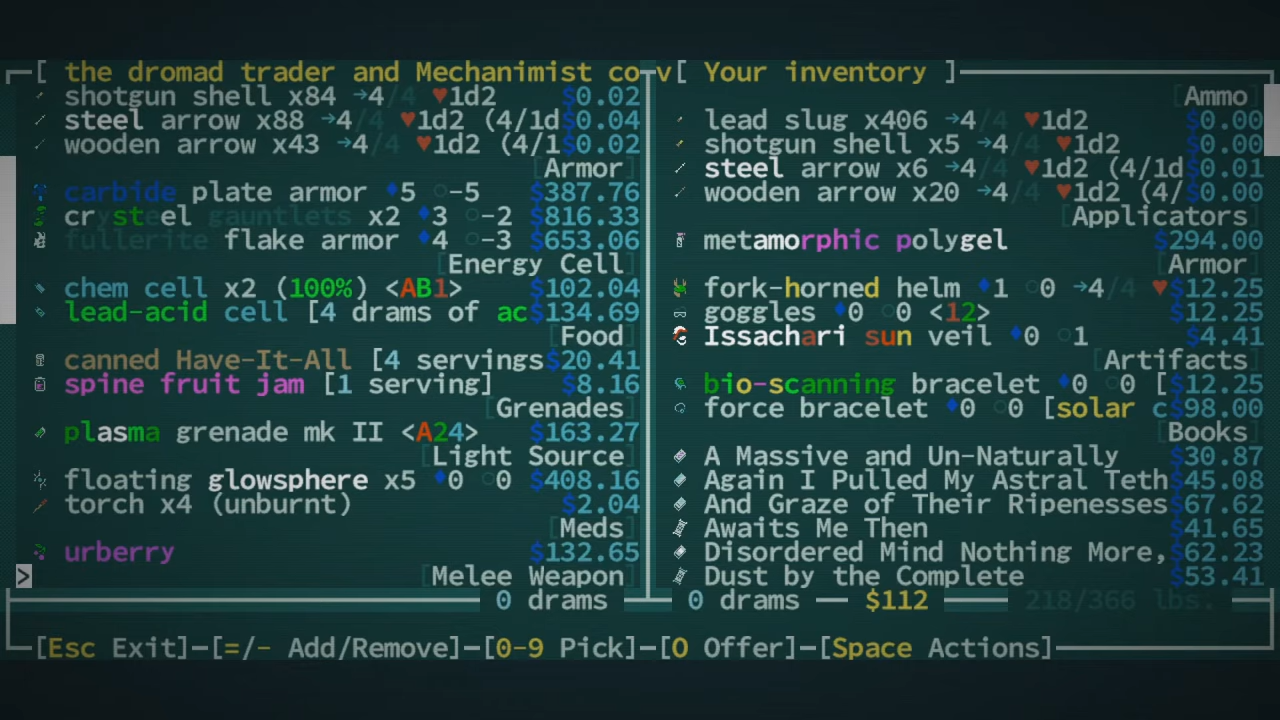 [ the dromad trader and Mechanimist co
shotgun shell x84 →4/4 ♥1d2 $0.02
steel arrow x88 →4/4 ♥1d2 (4/1d $0.04
wooden arrow x43 →4/4 ♥1d2 (4/1 $0.02
[Armor]
carbide plate armor ♦5 ○-5 $387.76
crysteel gauntlets x2 ♦3 ○-2 $816.33
fullerite flake armor ♦4 ○-3 $653.06
[Energy Cell]
chem cell x2 (100%) <AB1> $102.04
lead-acid cell [4 drams of ac $134.69
[Food]
canned Have-It-All [4 servings $20.41
spine fruit jam [1 serving] $8.16
[Grenades]
plasma grenade mk II <A24> $163.27
[Light Source]
floating glowsphere x5 ♦0 ○0 $408.16
torch x4 (unburnt) $2.04
[Meds]
urberry $132.65
> [Melee Weapon]
0 drams
v[ Your inventory ]
[Ammo]
lead slug x406 →4/4 ♥1d2 $0.00
shotgun shell x5 →4/4 ♥1d2 $0.00
steel arrow x6 →4/4 ♥1d2 (4/1d $0.01
wooden arrow x20 →4/4 ♥1d2 (4/ $0.00
[Applicators]
metamorphic polygel $294.00
[Armor]
fork-horned helm ♦1 ○0 →4/4 ♥ $12.25
goggles ♦0 ○0 <12> $12.25
Issachari sun veil ♦0 ○1 $4.41
[Artifacts]
bio-scanning bracelet ♦0 ○0 [ $12.25
force bracelet ♦0 ○0 [solar c $98.00
[Books]
A Massive and Un-Naturally $30.87
Again I Pulled My Astral Teth $45.08
And Graze of Their Ripenesses $67.62
Awaits Me Then $41.65
Disordered Mind Nothing More, $62.23
Dust by the Complete $53.41
0 drams — $112 218/366 lbs.
[Esc Exit]-[=/- Add/Remove]-[0-9 Pick]-[O Offer]-[Space Actions]